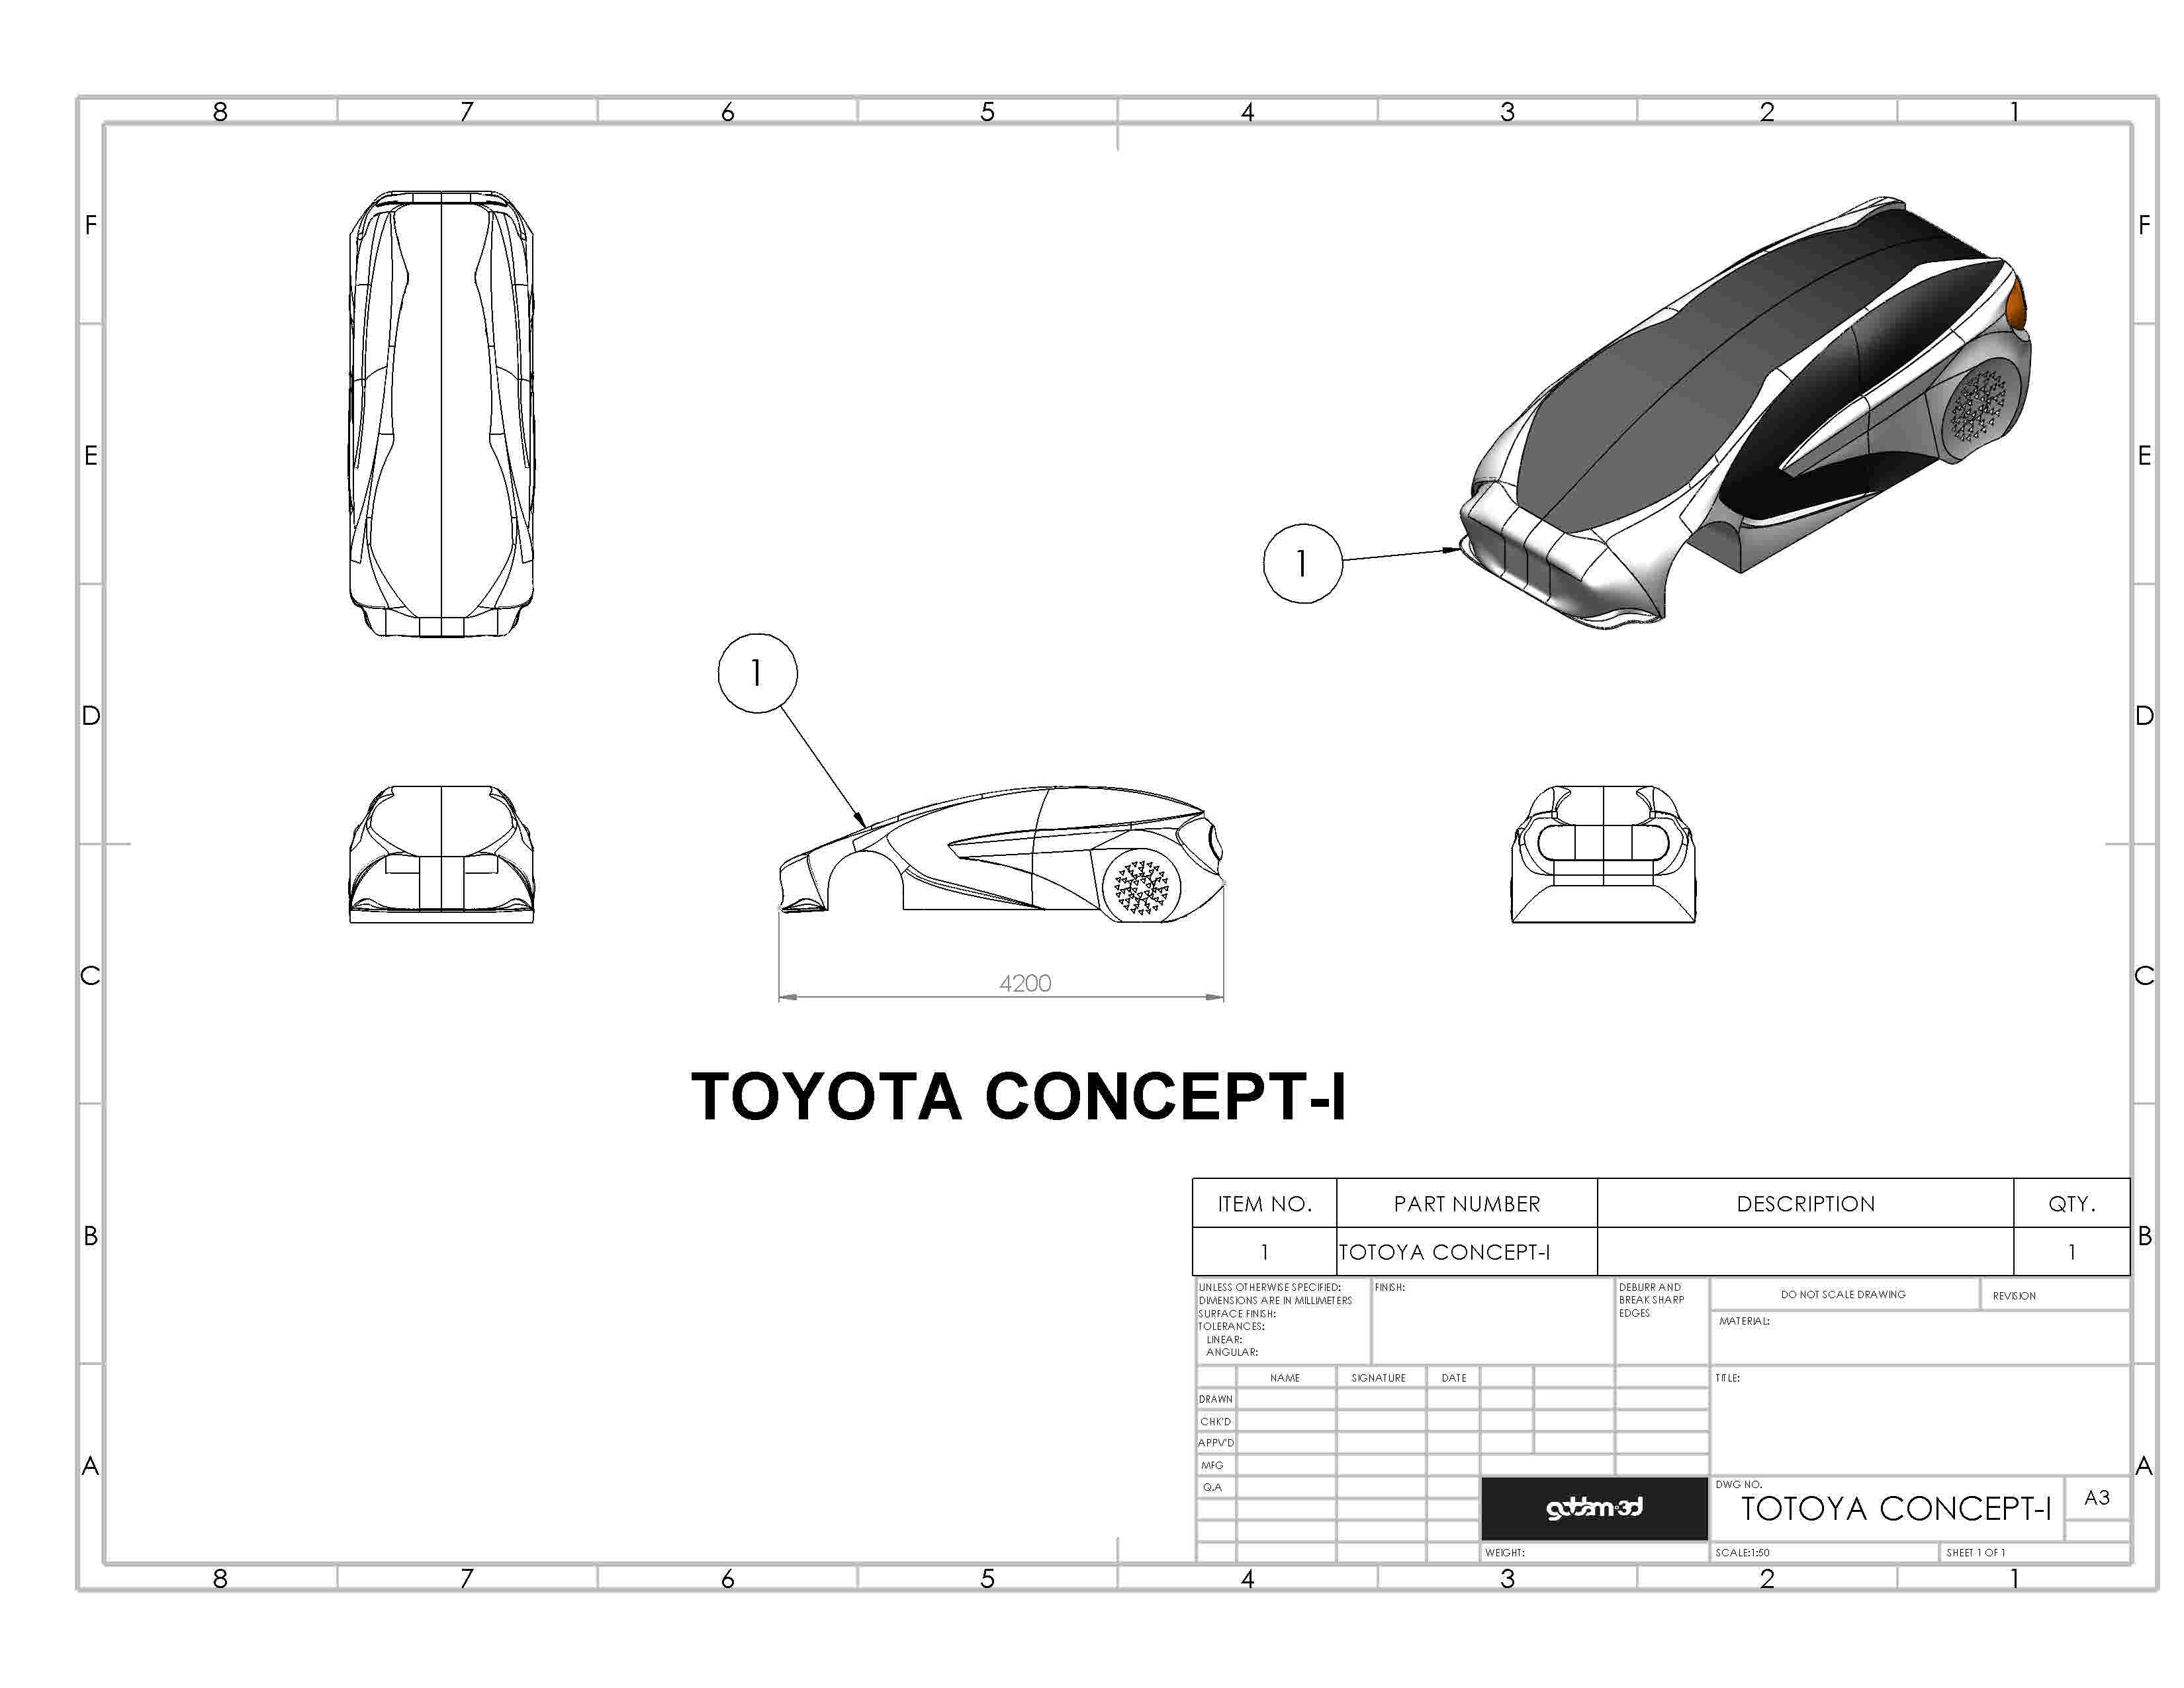 8 7 6 5 4 3 2 1
F F
E E
1
1
D D
C C
4200
TOYOTA CONCEPT-I
ITEM NO. PART NUMBER DESCRIPTION QTY.
B B
1 TOTOYA CONCEPT-I 1
UNLESS OTHERWISE SPECIFIED:
DIMENSIONS ARE IN MILLIMETERS
SURFACE FINISH:
TOLERANCES:
LINEAR:
ANGULAR:
FINISH:
DEBURR AND
BREAK SHARP
EDGES
DO NOT SCALE DRAWING
REVISION
MATERIAL:
NAME SIGNATURE DATE
TITLE:
DRAWN
CHK'D
APPV'D
MFG
A A
Q.A
DWG NO.
TOTOYA CONCEPT-I
A3
WEIGHT:
SCALE:1:50
SHEET 1 OF 1
8 7 6 5 4 3 2 1